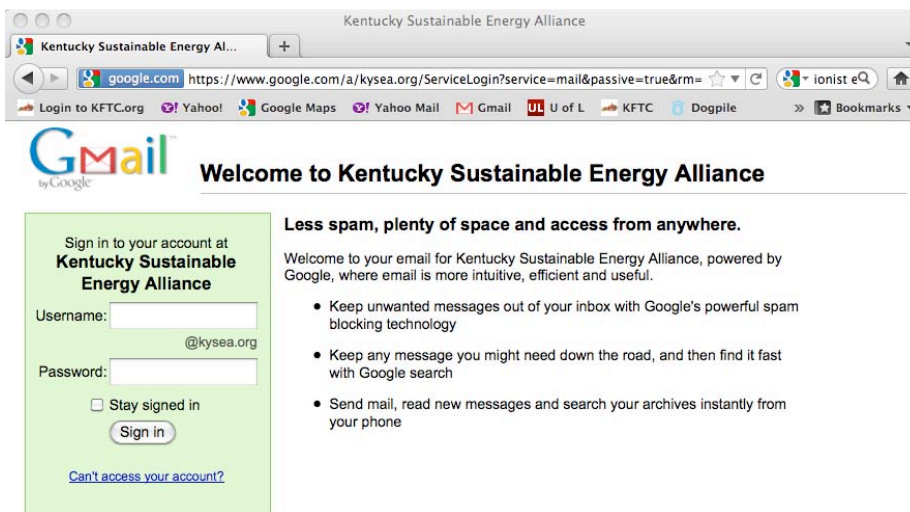 Kentucky Sustainable Energy Alliance
Kentucky Sustainable Energy Al...
+
google.com https://www.google.com/a/kysea.org/ServiceLogin?service=mail&passive=true&rm= ionist e
Login to KFTC.org Yahoo! Google Maps Yahoo Mail Gmail UL U of L KFTC Dogpile » Bookmarks
Gmail
by Google
Welcome to Kentucky Sustainable Energy Alliance
Sign in to your account at
Kentucky Sustainable
Energy Alliance
Username:
@kysea.org
Password:
Stay signed in
Sign in
Can't access your account?
Less spam, plenty of space and access from anywhere.
Welcome to your email for Kentucky Sustainable Energy Alliance, powered by
Google, where email is more intuitive, efficient and useful.
• Keep unwanted messages out of your inbox with Google's powerful spam
blocking technology
• Keep any message you might need down the road, and then find it fast
with Google search
• Send mail, read new messages and search your archives instantly from
your phone